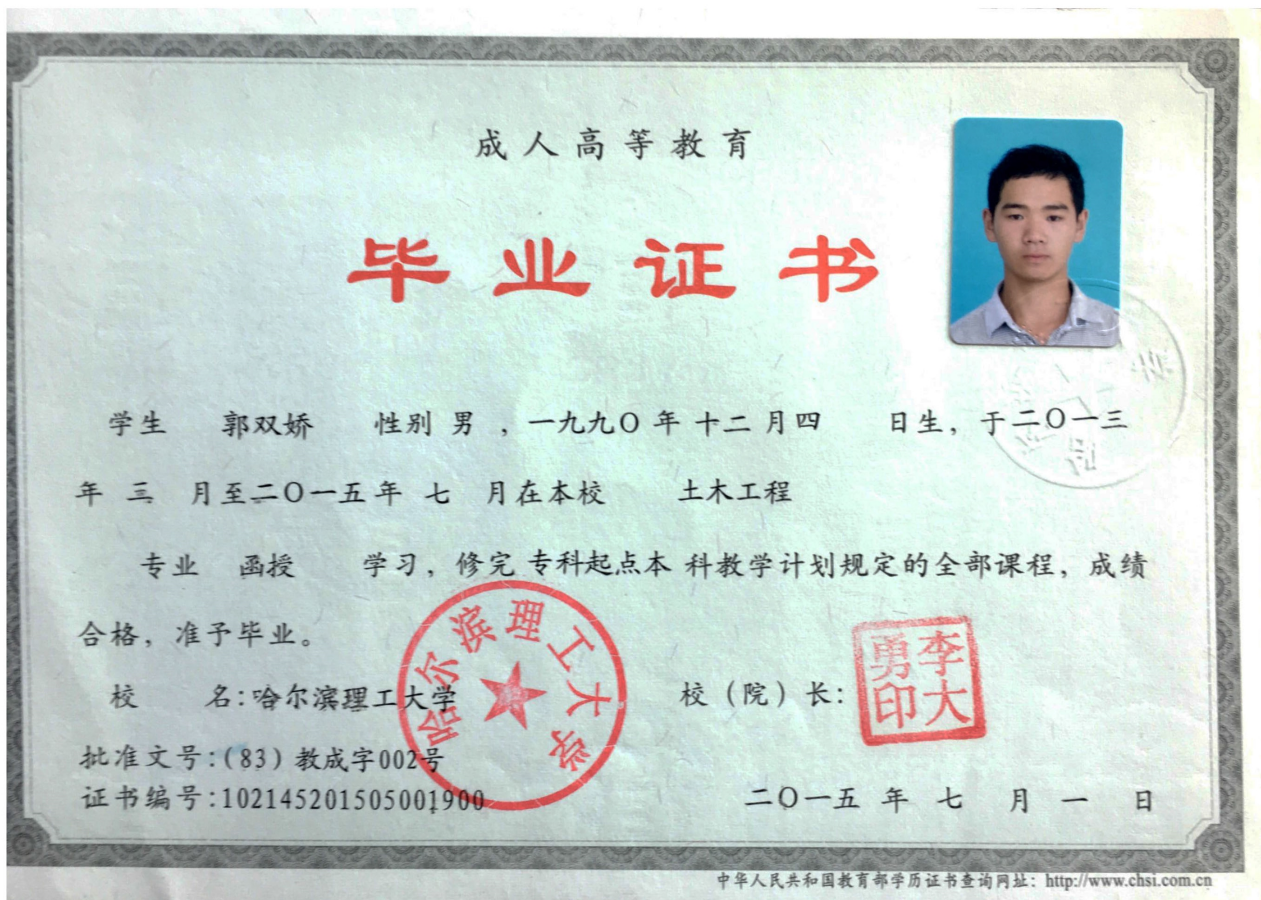 成人高等教育
毕业证书
学生 郭双娇 性别 男 ，一九九〇 年 十二 月四 日生，于二〇一三
年 三 月至二〇一五年 七 月在本校 土木工程
专业 函授 学习，修完 专科起点本 科教学计划规定的全部课程，成绩
合格，准予毕业。
校 名：哈尔滨理工大学
校（院）长：
哈尔滨理工大学
李大勇印
批准文号：（83）教成字002号
证书编号：102145201505001900
二〇一五 年 七 月 一 日
中华人民共和国教育部学历证书查询网址：http://www.chsi.com.cn